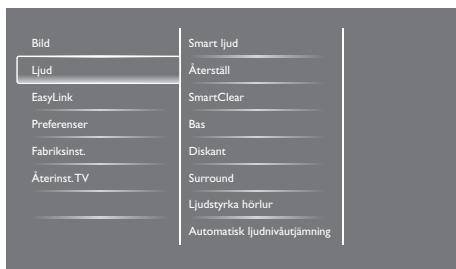 Bild
Ljud
EasyLink
Preferenser
Fabriksinst.
Återinst.TV
Smart ljud
Återställ
SmartClear
Bas
Diskant
Surround
Ljudstyrka hörlur
Automatisk ljudnivåutjämning